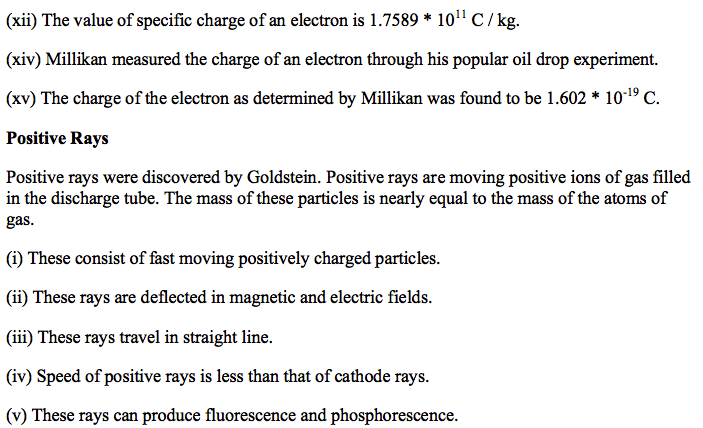 (xii) The value of specific charge of an electron is 1.7589 * 10¹¹ C / kg.
(xiv) Millikan measured the charge of an electron through his popular oil drop experiment.
(xv) The charge of the electron as determined by Millikan was found to be 1.602 * 10⁻¹⁹ C.
Positive Rays
Positive rays were discovered by Goldstein. Positive rays are moving positive ions of gas filled
in the discharge tube. The mass of these particles is nearly equal to the mass of the atoms of
gas.
(i) These consist of fast moving positively charged particles.
(ii) These rays are deflected in magnetic and electric fields.
(iii) These rays travel in straight line.
(iv) Speed of positive rays is less than that of cathode rays.
(v) These rays can produce fluorescence and phosphorescence.